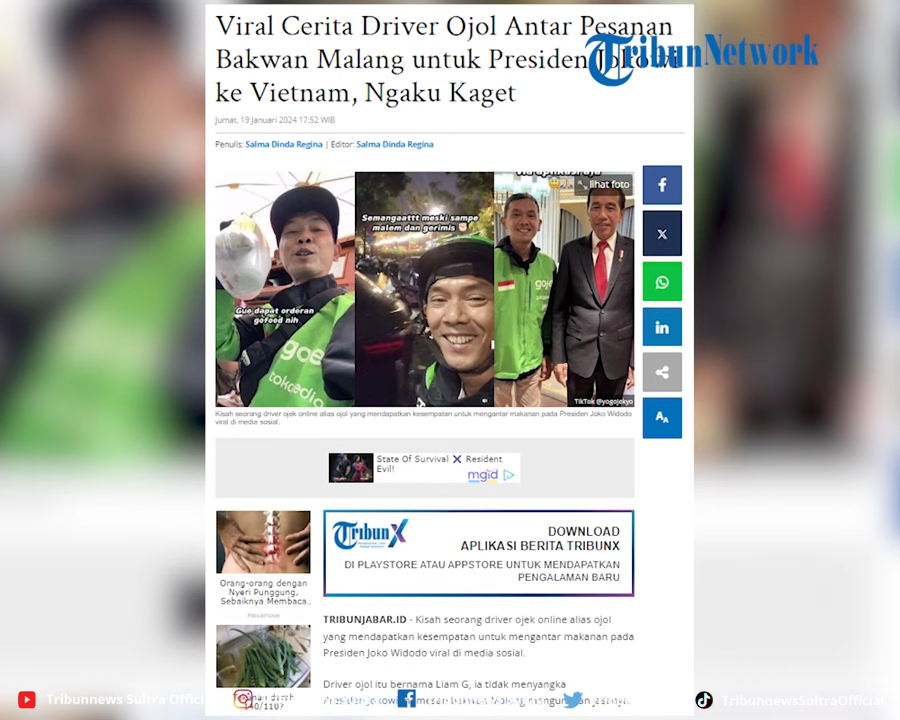 Viral Cerita Driver Ojol Antar Pesanan
Bakwan Malang untuk Presiden Jokowi
ke Vietnam, Ngaku Kaget
TribunNetwork
Jumat, 19 Januari 2024 17:52 WIB
Penulis: Salma Dinda Regina | Editor: Salma Dinda Regina
lihat foto
Semangaattt meski sampe
malem dan gerimis
Gue dapat orderan
gofood nih
goje
tokopedia
TikTok @yogojekyo
Kisah seorang driver ojek online alias ojol yang mendapatkan kesempatan untuk mengantar makanan pada Presiden Joko Widodo
viral di media sosial.
State Of Survival X Resident
Evil!
mgid
TribunX
DOWNLOAD
APLIKASI BERITA TRIBUNX
DI PLAYSTORE ATAU APPSTORE UNTUK MENDAPATKAN
PENGALAMAN BARU
Orang-orang dengan
Nyeri Punggung,
Sebaiknya Membaca..
TRIBUNJABAR.ID - Kisah seorang driver ojek online alias ojol
yang mendapatkan kesempatan untuk mengantar makanan pada
Presiden Joko Widodo viral di media sosial.
Driver ojol itu bernama Liam G, ia tidak menyangka
Tribunnews Sultra Offici
TribunnewsSultraOfficial